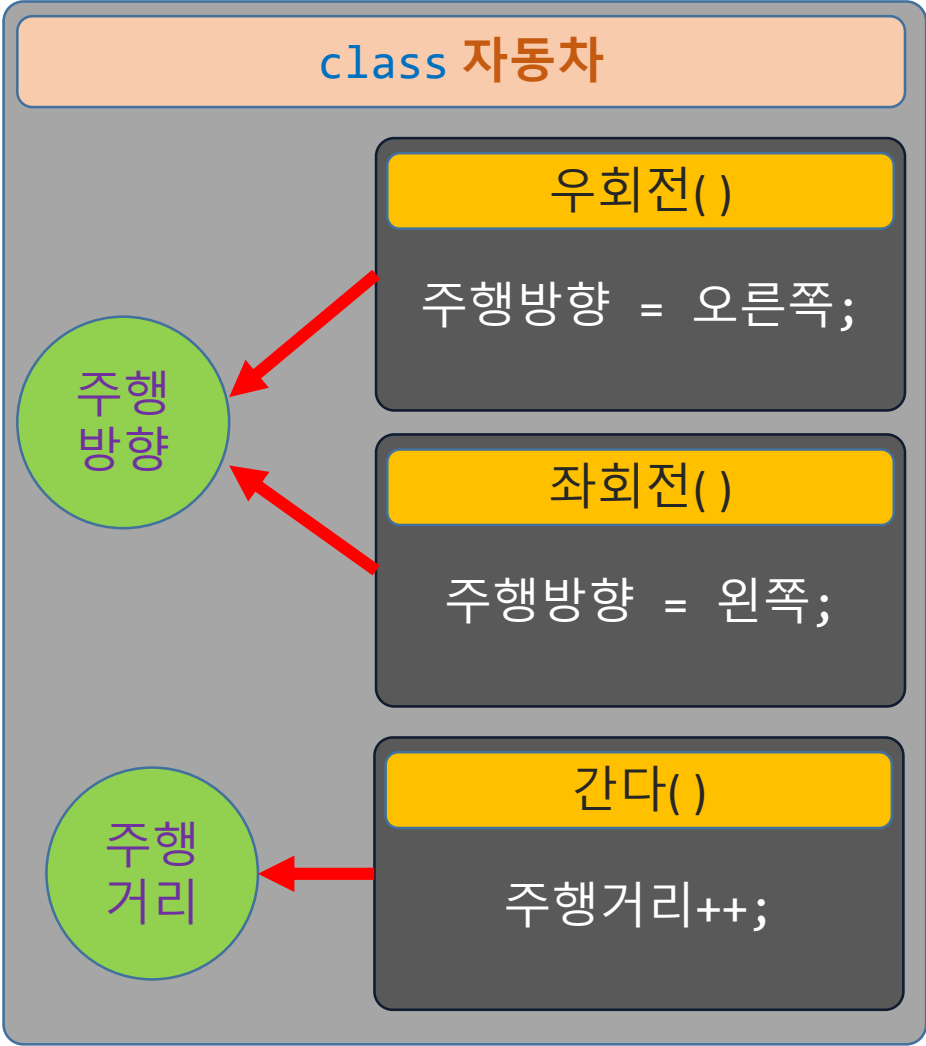 class 자동차
우회전()
주행방향 = 오른쪽;
주행
방향
좌회전()
주행방향 = 왼쪽;
간다()
주행거리++;
주행
거리